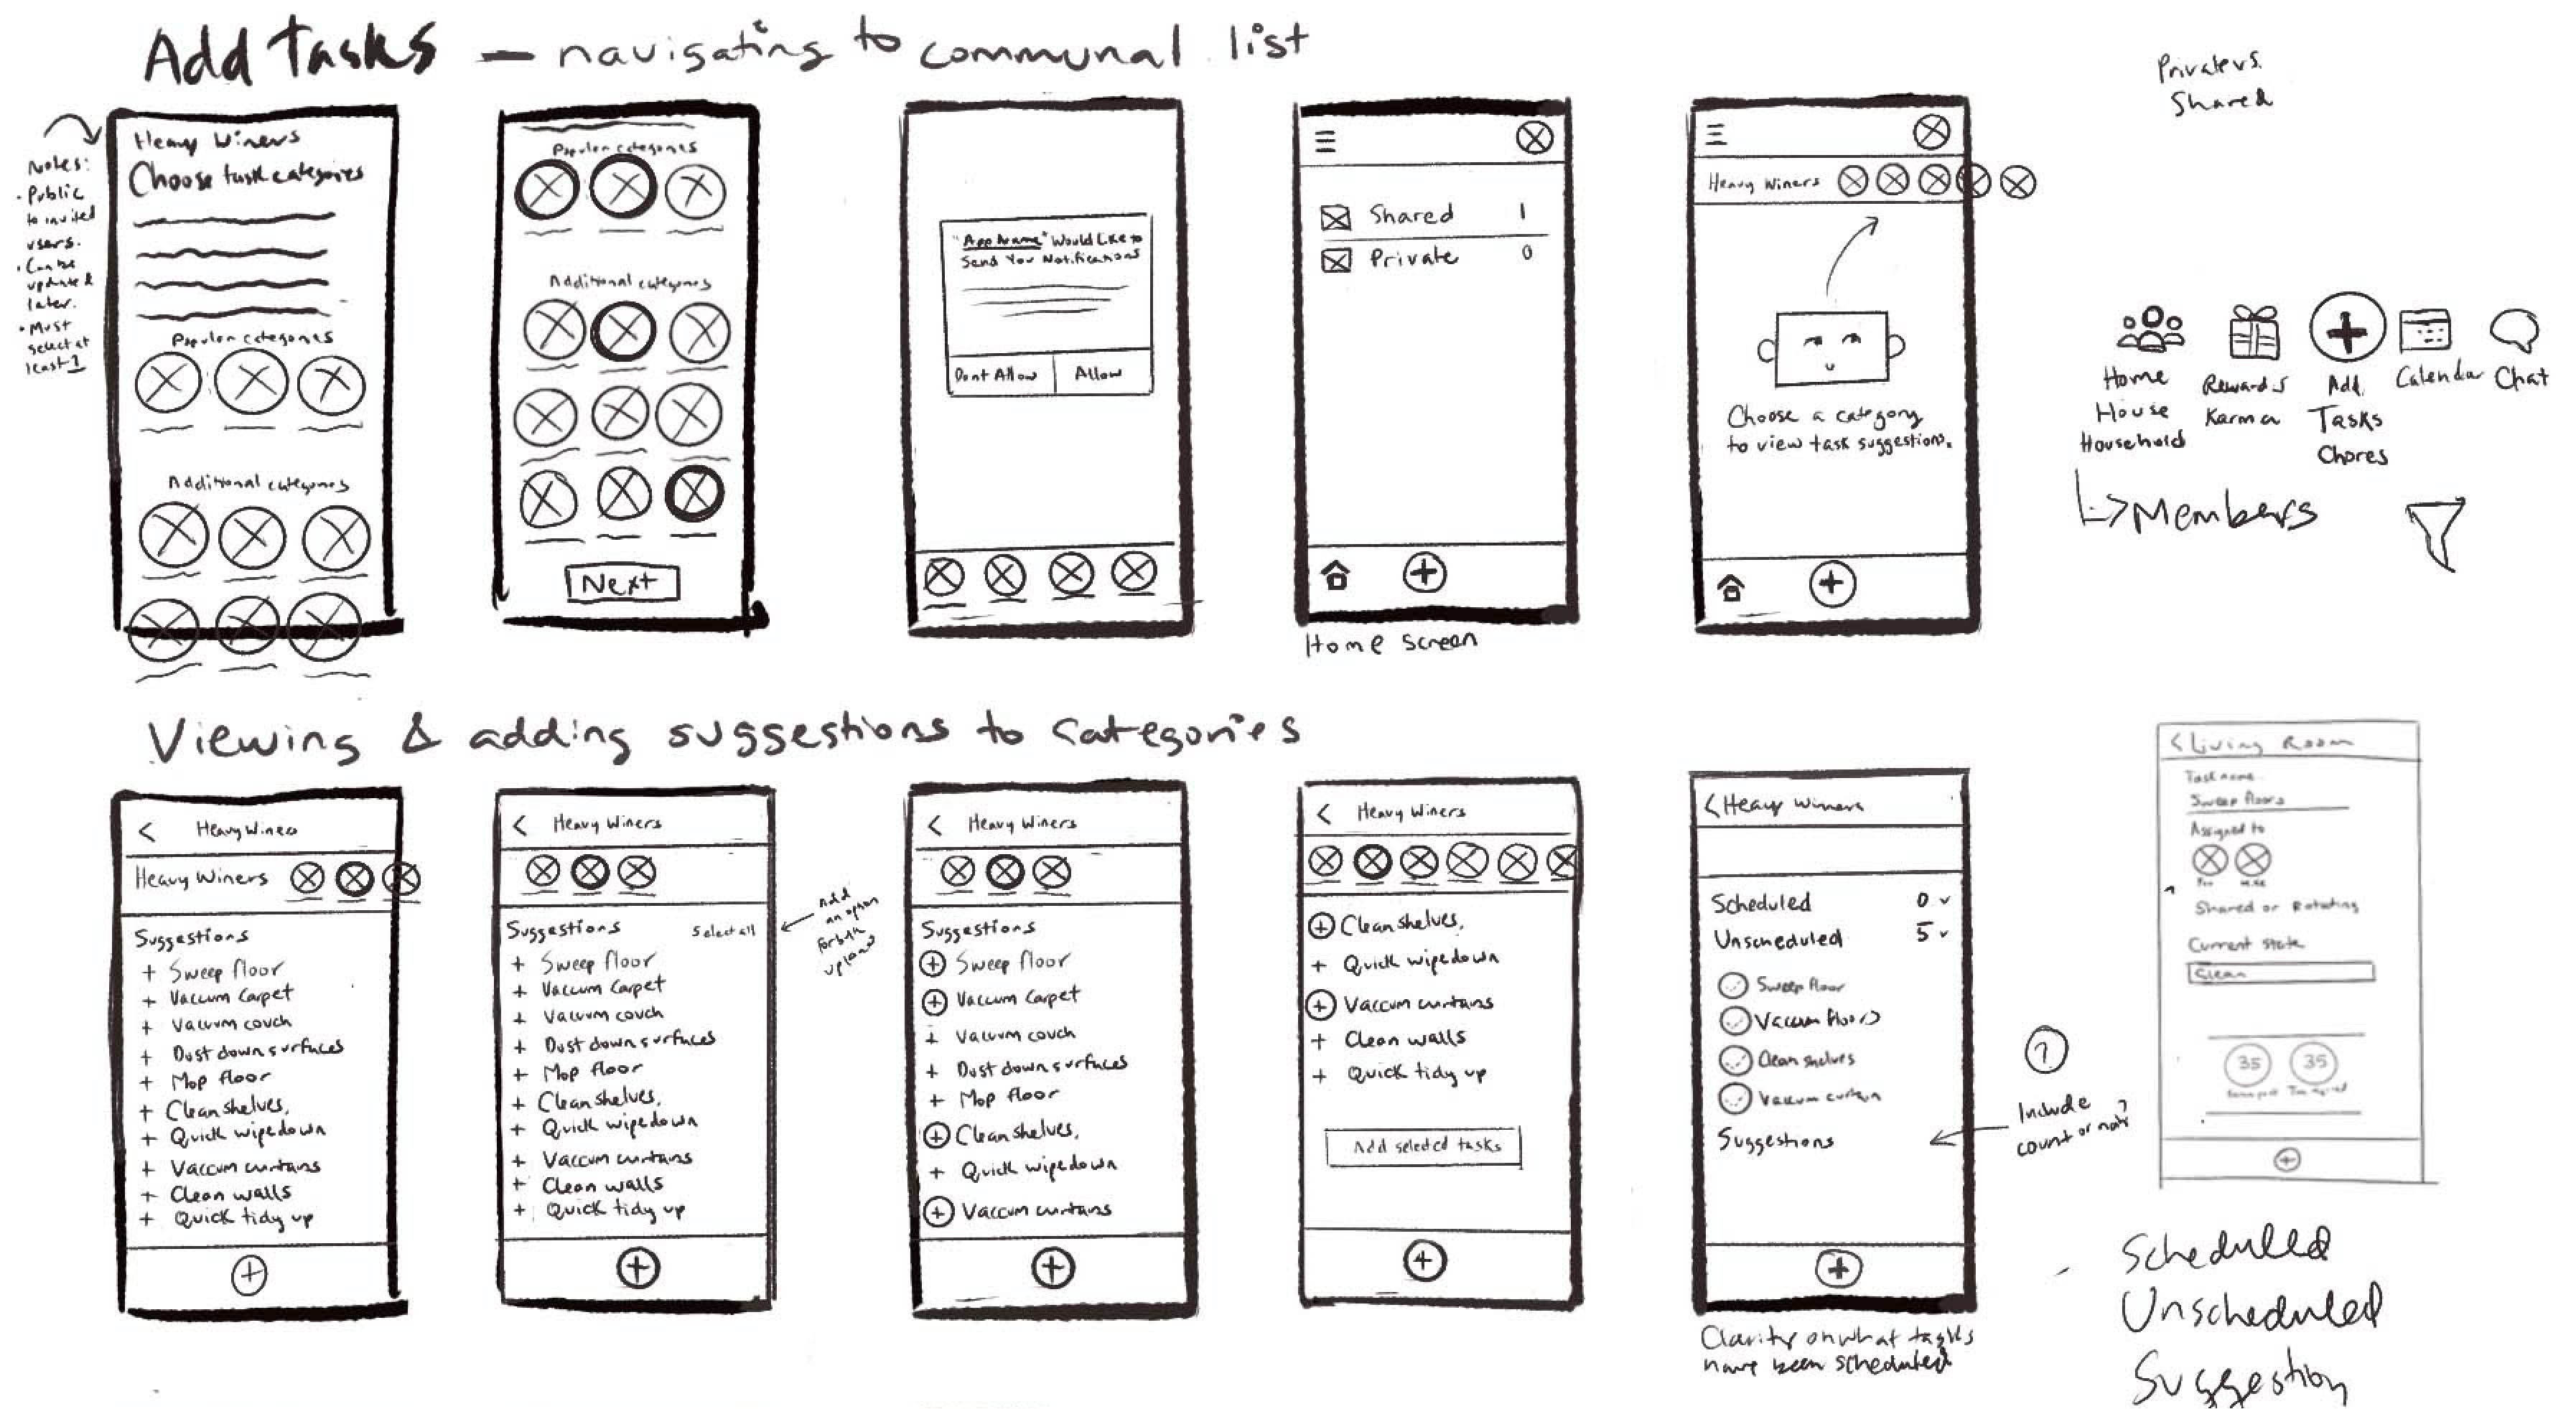 Add Tasks — navigating to communal list
Private vs.
Shared
Notes:
• Public
to invited
users.
• Can be
updated
later.
• Must
select at
least 1
Heavy Winers
Choose task categories
Popular categories
Additional categories
Popular categories
Additional categories
Next
"App Name" Would Like to
Send You Notifications
Dont Allow
Allow
Shared 1
Private 0
Home screen
Heavy Winers
Choose a category
to view task suggestions.
Home
House
Household
Rewards
Karma
Add
Tasks
Chores
Calendar
Chat
Members
Viewing & adding suggestions to categories
< Heavy Winers
Heavy Winers
Suggestions
+ Sweep floor
+ Vaccum Carpet
+ Vacuum couch
+ Dust down surfaces
+ Mop floor
+ Clean shelves,
+ Quick wipedown
+ Vaccum curtains
+ Clean walls
+ Quick tidy up
+
< Heavy Winers
Suggestions Select all
+ Sweep floor
+ Vaccum Carpet
+ Vacuum couch
+ Dust down surfaces
+ Mop floor
+ Clean shelves,
+ Quick wipedown
+ Vaccum curtains
+ Clean walls
+ Quick tidy up
+
Add
an option
for bulk
upload
< Heavy Winers
Suggestions
+ Sweep floor
+ Vaccum Carpet
+ Vacuum couch
+ Dust down surfaces
+ Mop floor
+ Clean shelves,
+ Quick wipedown
+ Vaccum curtains
+
< Heavy Winers
+ Clean shelves,
+ Quick wipedown
+ Vaccum curtains
+ Clean walls
+ Quick tidy up
Add selected tasks
+
< Heavy Winners
Scheduled 0
Unscheduled 5
Sweep floor
Vaccum floors
Clean shelves
Vaccum curtain
Suggestions
+
Clarity on what tasks
have been scheduled
?
Include
count or not?
< Living Room
Task name
Sweep floors
Assigned to
You
Shared or Rotating
Current state
Clean
35 35
+
Scheduled
Unscheduled
Suggestion